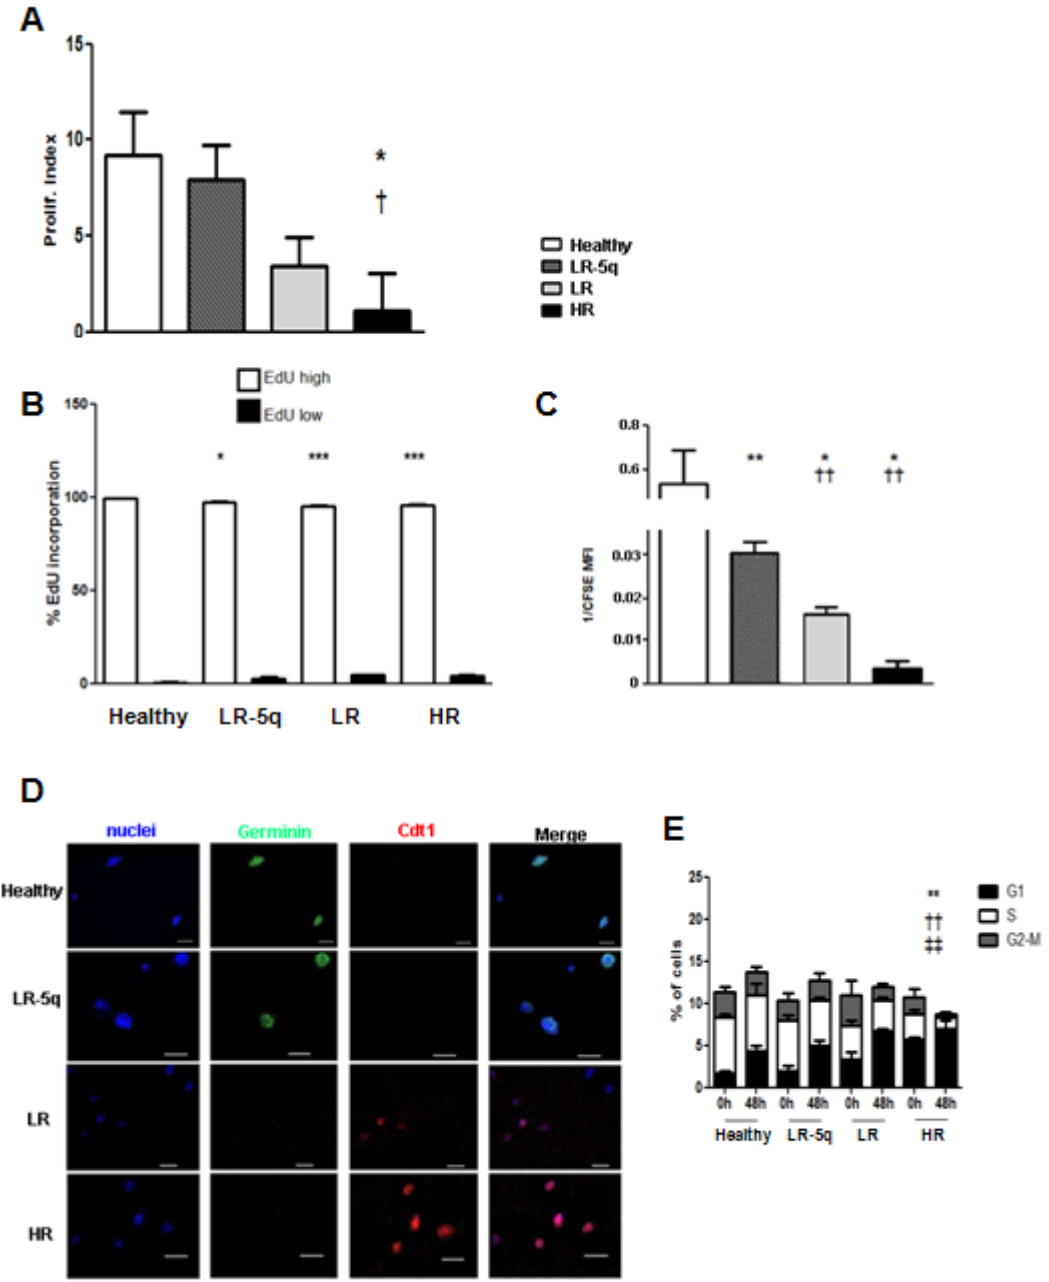 A
15
10
5
0
Prolif. Index
*
†
Healthy
LR-5q
LR
HR
B
EdU high
EdU low
150
100
50
0
% EdU incorporation
*
***
***
Healthy LR-5q LR HR
C
0.8
0.6
0.03
0.02
0.01
0
1/CFSE MFI
** * *
†† ††
D
nuclei Germinin Cdt1 Merge
Healthy
LR-5q
LR
HR
E
25
20
15
10
5
0
% of cells
**
††
‡‡
G1
S
G2-M
0h 48h 0h 48h 0h 48h 0h 48h
Healthy LR-5q LR HR